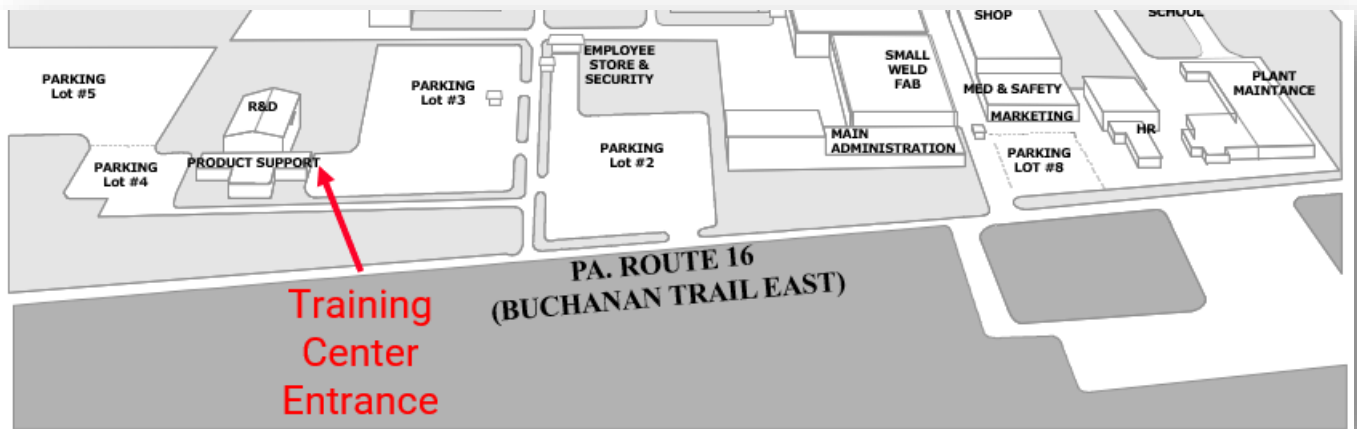 SHOP
SCHOOL
EMPLOYEE
STORE &
SECURITY
SMALL
WELD
FAB
PARKING
Lot #5
PARKING
Lot #3
R&D
MED & SAFETY
PLANT
MAINTANCE
MARKETING
HR
MAIN
ADMINISTRATION
PARKING
Lot #2
PARKING
LOT #8
PRODUCT SUPPORT
PARKING
Lot #4
PA. ROUTE 16
(BUCHANAN TRAIL EAST)
Training
Center
Entrance